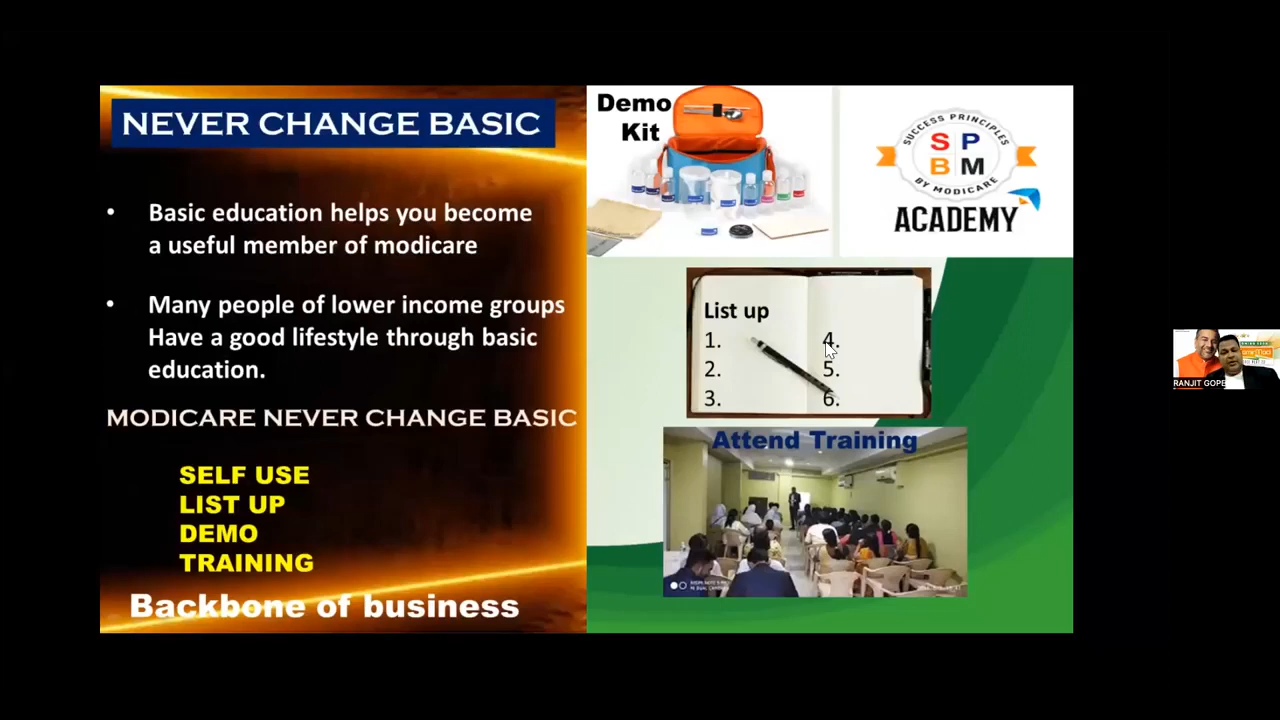 NEVER CHANGE BASIC
• Basic education helps you become
a useful member of modicare
• Many people of lower income groups
Have a good lifestyle through basic
education.
MODICARE NEVER CHANGE BASIC
SELF USE
LIST UP
DEMO
TRAINING
Backbone of business
Demo
Kit
SUCCESS PRINCIPLES
S P
B M
BY MODICARE
ACADEMY
List up
1.
2.
3.
4.
5.
6.
Attend Training
RANJIT GOPE